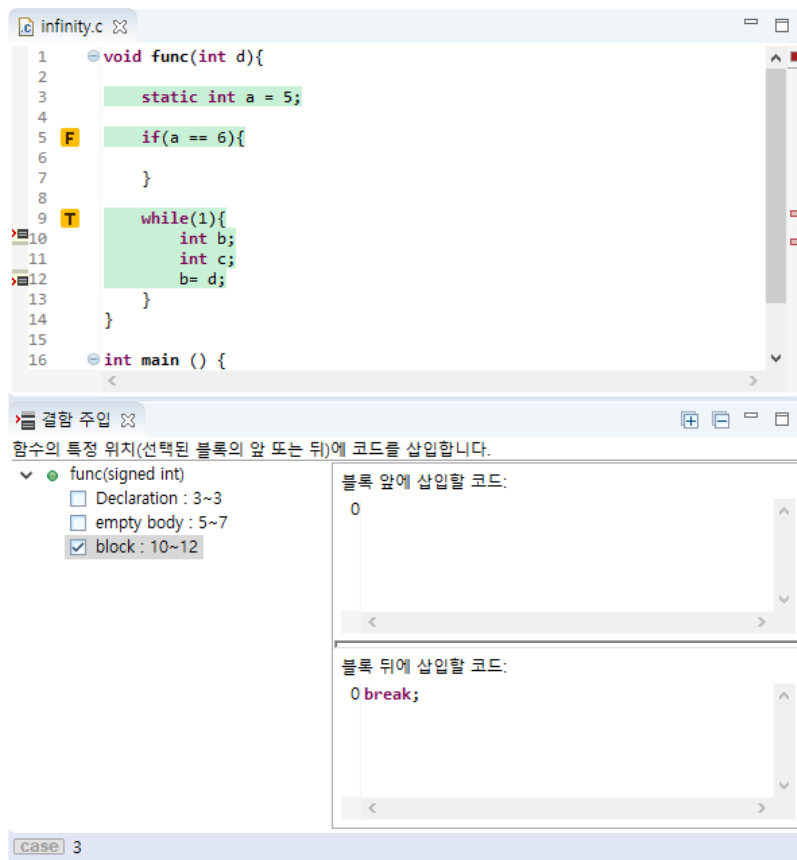 infinity.c
1 void func(int d){
2
3 static int a = 5;
4
5 F if(a == 6){
6
7 }
8
9 T while(1){
10 int b;
11 int c;
12 b= d;
13 }
14 }
15
16 int main () {
결함 주입
함수의 특정 위치(선택된 블록의 앞 또는 뒤)에 코드를 삽입합니다.
func(signed int)
Declaration : 3~3
empty body : 5~7
block : 10~12
블록 앞에 삽입할 코드:
0
블록 뒤에 삽입할 코드:
0 break;
case 3